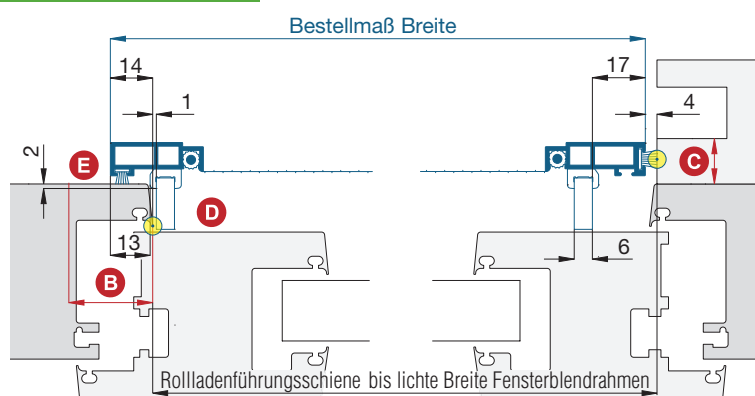 Bestellmaß Breite
14
17
1
4
2
E
C
D
13
6
B
Rollladenführungsschiene bis lichte Breite Fensterblendrahmen